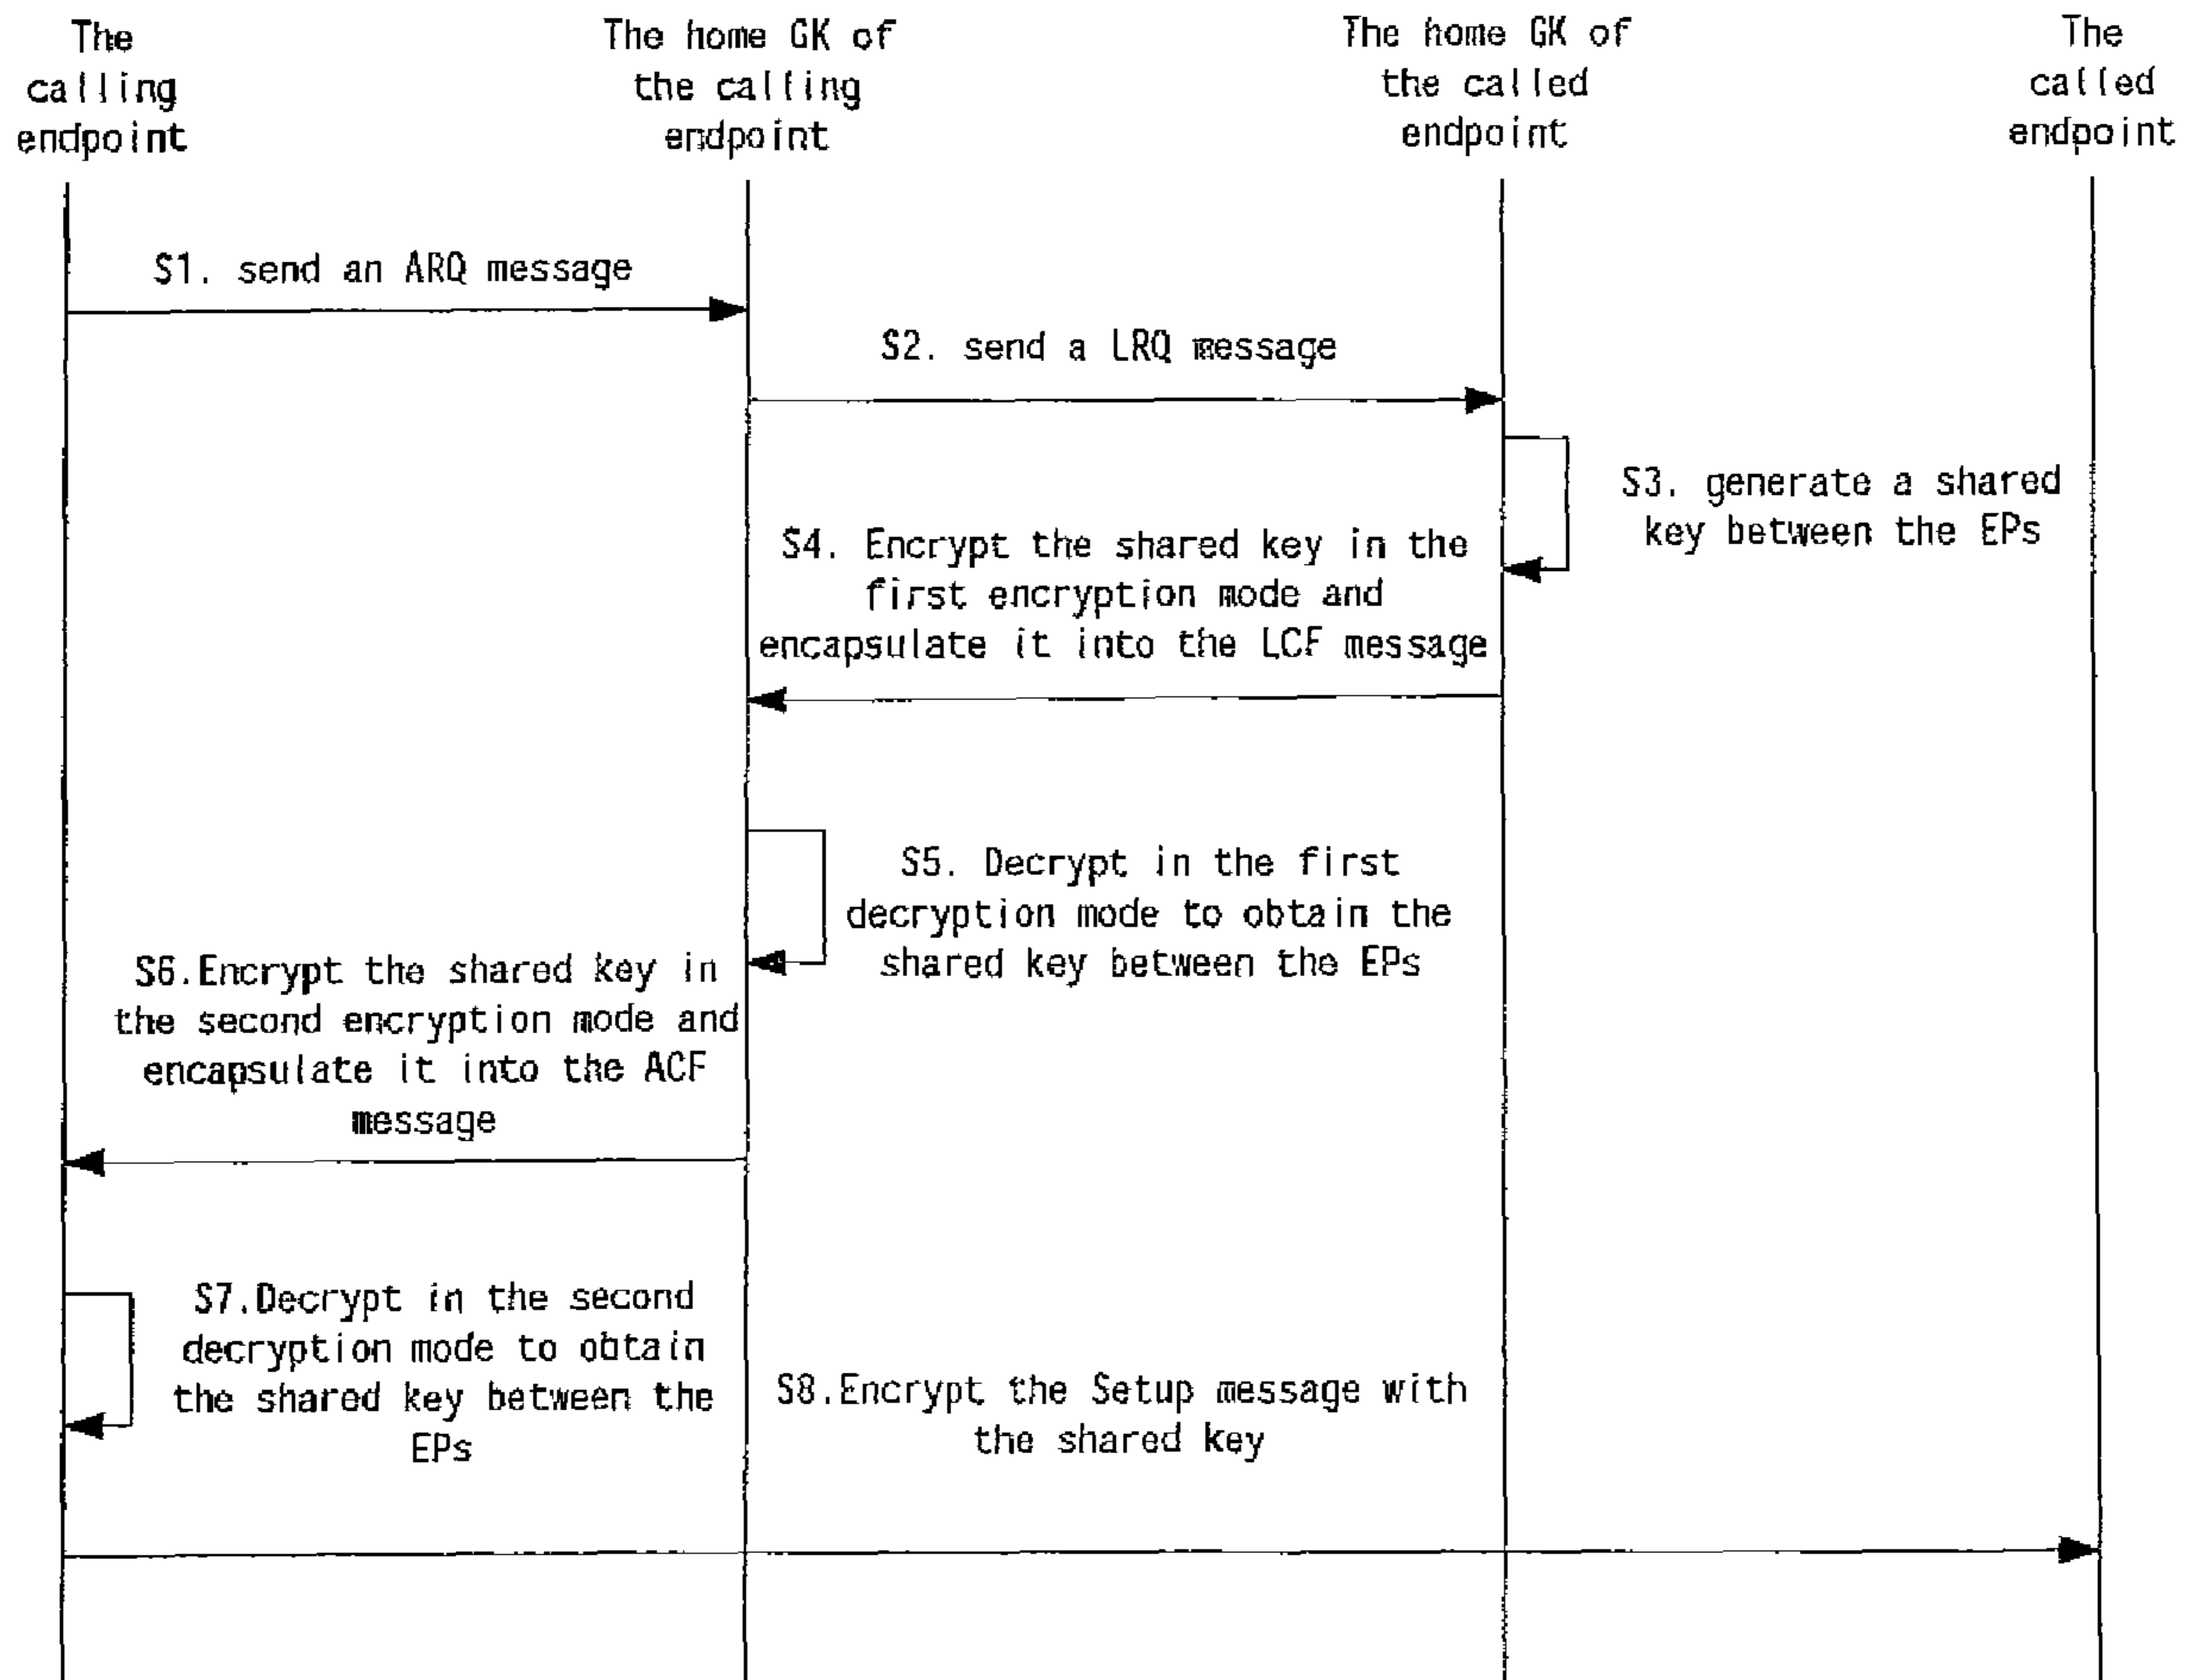 The
calling
endpoint
The home GK of
the calling
endpoint
The home GK of
the called
endpoint
The
called
endpoint
S1. send an ARQ message
S2. send a LRQ message
S3. generate a shared
key between the EPs
S4. Encrypt the shared key in the
first encryption mode and
encapsulate it into the LCF message
S5. Decrypt in the first
decryption mode to obtain the
shared key between the EPs
S6.Encrypt the shared key in
the second encryption mode and
encapsulate it into the ACF
message
S7.Decrypt in the second
decryption mode to obtain
the shared key between the
EPs
S8.Encrypt the Setup message with
the shared key